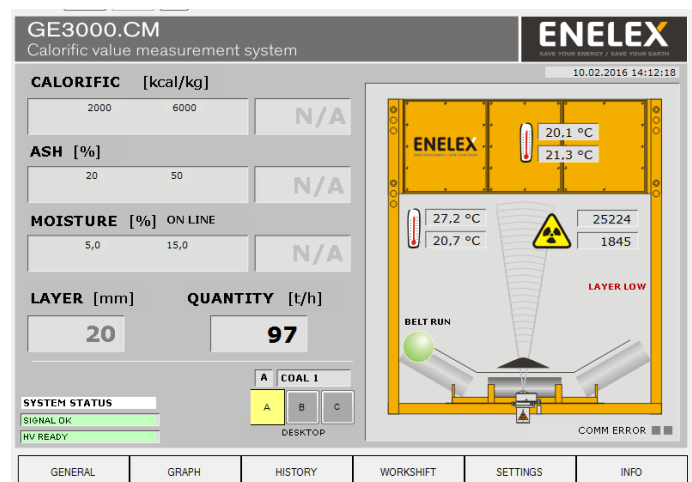 GE3000.CM
Calorific value measurement system
ENELEX
SAVE YOUR ENERGY / SAVE YOUR EARTH
10.02.2016 14:12:18
CALORIFIC [kcal/kg]
2000 6000
N/A
ASH [%]
20 50
N/A
MOISTURE [%] ON LINE
5,0 15,0
N/A
LAYER [mm] QUANTITY [t/h]
20 97
A COAL 1
A B C
DESKTOP
SYSTEM STATUS
SIGNAL OK
HV READY
ENELEX
20,1 °C
21,3 °C
27,2 °C
20,7 °C
25224
1845
LAYER LOW
BELT RUN
COMM ERROR
GENERAL GRAPH HISTORY WORKSHIFT SETTINGS INFO